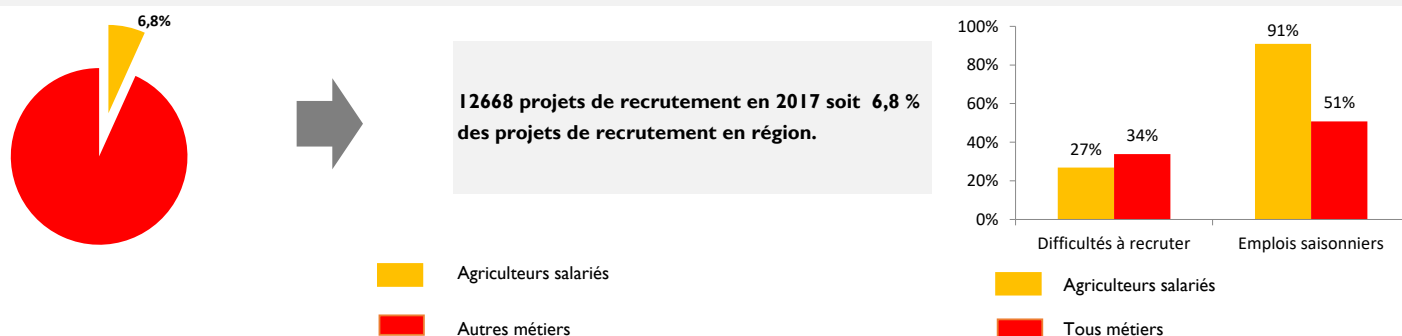 6,8%
12668 projets de recrutement en 2017 soit 6,8 %
des projets de recrutement en région.
Agriculteurs salariés
Autres métiers
100%
80%
60%
40%
20%
0%
27%
34%
91%
51%
Difficultés à recruter
Emplois saisonniers
Agriculteurs salariés
Tous métiers